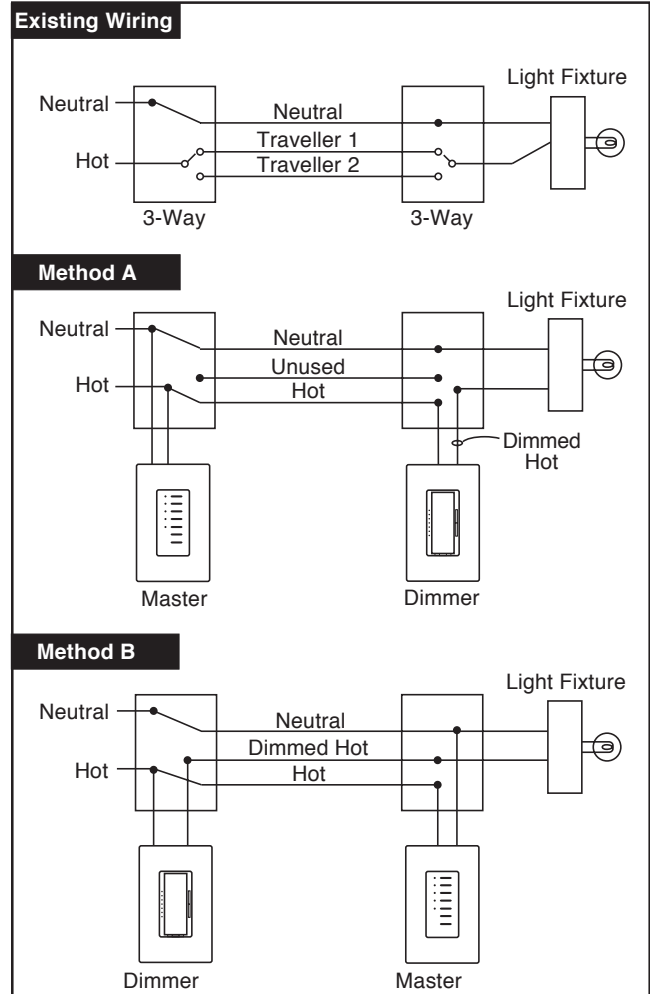 Existing Wiring
Light Fixture
Neutral
Neutral
Traveller 1
Hot
Traveller 2
3-Way
3-Way
Method A
Light Fixture
Neutral
Neutral
Unused
Hot
Hot
Dimmed
Hot
Master
Dimmer
Method B
Light Fixture
Neutral
Neutral
Dimmed Hot
Hot
Hot
Dimmer
Master